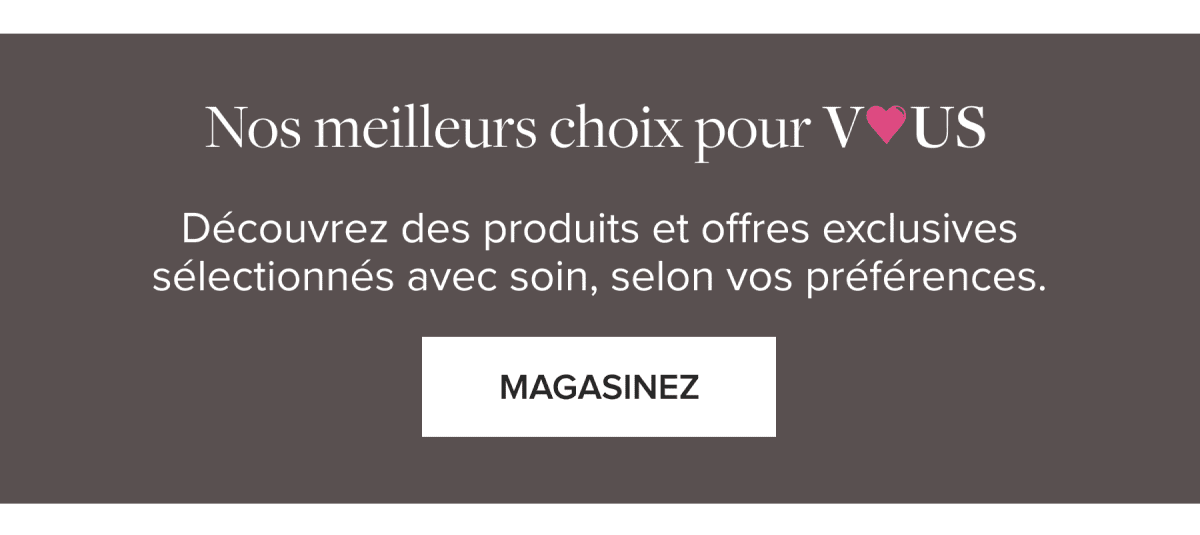 Nos meilleurs choix pour V♥US
Découvrez des produits et offres exclusives
sélectionnés avec soin, selon vos préférences.
MAGASINEZ